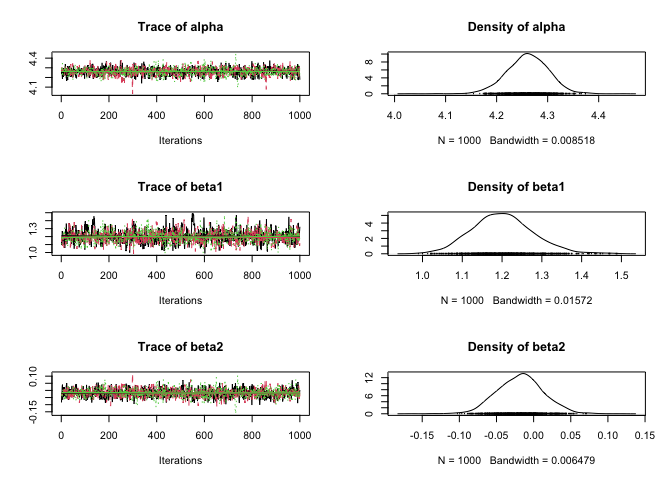 Trace of alpha
4.1 4.4
0 200 400 600 800 1000
Iterations
Density of alpha
0 4 8
4.0 4.1 4.2 4.3 4.4
N = 1000 Bandwidth = 0.008518
Trace of beta1
1.0 1.3
0 200 400 600 800 1000
Iterations
Density of beta1
0 2 4
1.0 1.1 1.2 1.3 1.4 1.5
N = 1000 Bandwidth = 0.01572
Trace of beta2
-0.15 0.10
0 200 400 600 800 1000
Iterations
Density of beta2
0 4 8 12
-0.15 -0.10 -0.05 0.00 0.05 0.10 0.15
N = 1000 Bandwidth = 0.006479